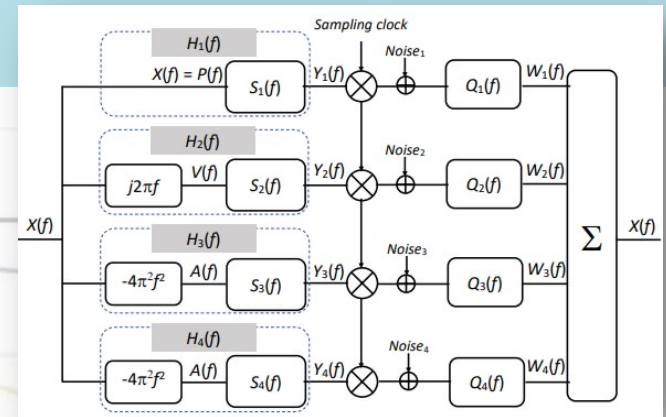 Sampling clock
H₁(f)
Noise₁
X(f) = P(f)
S₁(f)
Y₁(f)
Q₁(f)
W₁(f)
H₂(f)
Noise₂
j2πf
V(f)
S₂(f)
Y₂(f)
Q₂(f)
W₂(f)
X(f)
Σ
X(f)
H₃(f)
Noise₃
-4π²f²
A(f)
S₃(f)
Y₃(f)
Q₃(f)
W₃(f)
H₄(f)
Noise₄
-4π²f²
A(f)
S₄(f)
Y₄(f)
Q₄(f)
W₄(f)